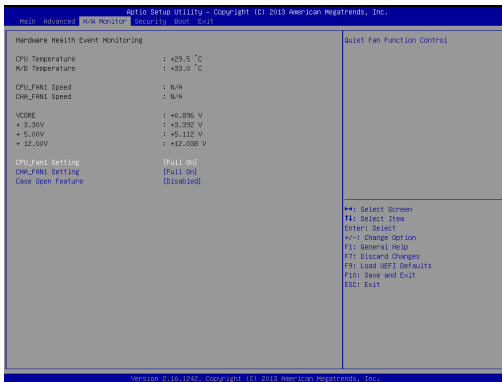 Aptio Setup Utility – Copyright (C) 2013 American Megatrends, Inc.
Main Advanced H/W Monitor Security Boot Exit
Hardware Health Event Monitoring
CPU Temperature : +29.5 °C
M/B Temperature : +33.0 °C
CPU_FAN1 Speed : N/A
CHA_FAN1 Speed : N/A
VCORE : +0.896 V
+ 3.30V : +3.392 V
+ 5.00V : +5.112 V
+ 12.00V : +12.038 V
CPU_Fan1 Setting [Full On]
CHA_FAN1 Setting [Full On]
Case Open Feature [Disabled]
Quiet Fan Function Control
→←: Select Screen
↑↓: Select Item
Enter: Select
+/-: Change Option
F1: General Help
F7: Discard Changes
F9: Load UEFI Defaults
F10: Save and Exit
ESC: Exit
Version 2.16.1242. Copyright (C) 2013 American Megatrends, Inc.